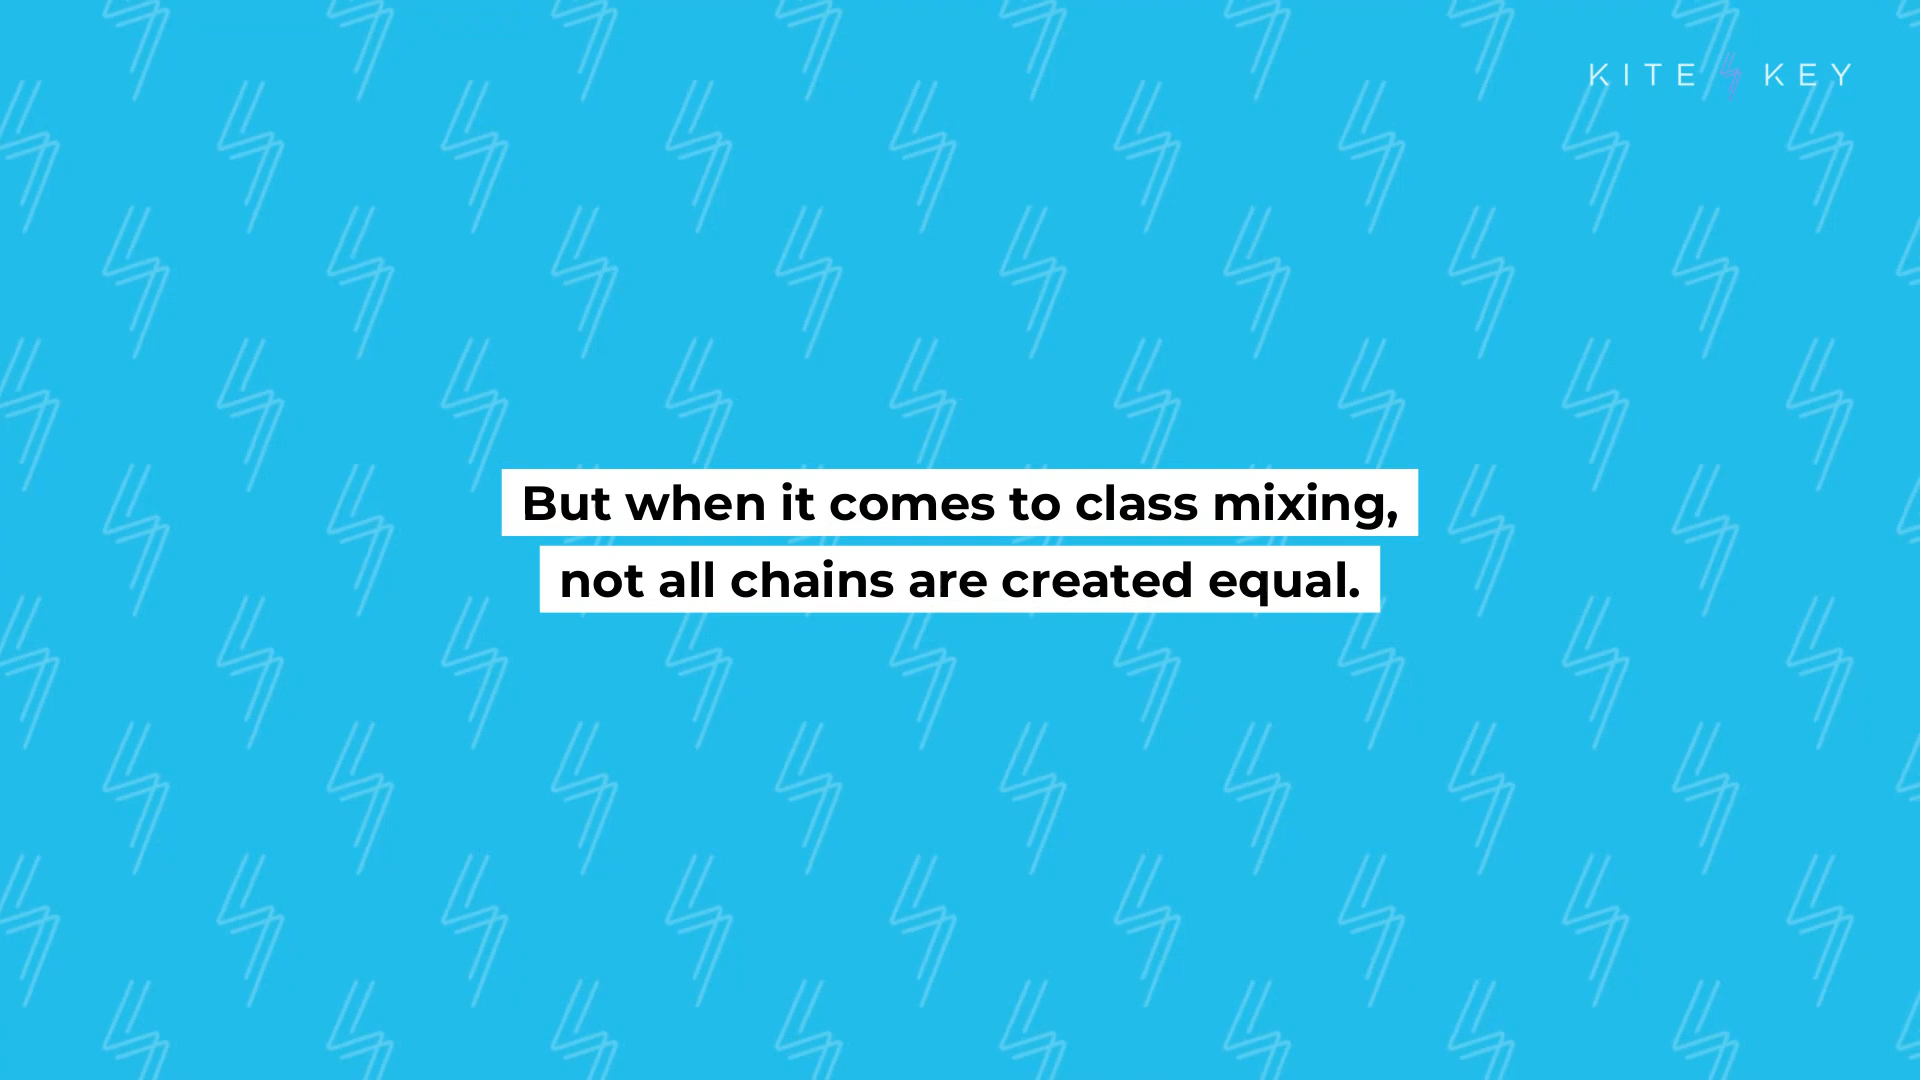 KITE KEY
But when it comes to class mixing,
not all chains are created equal.